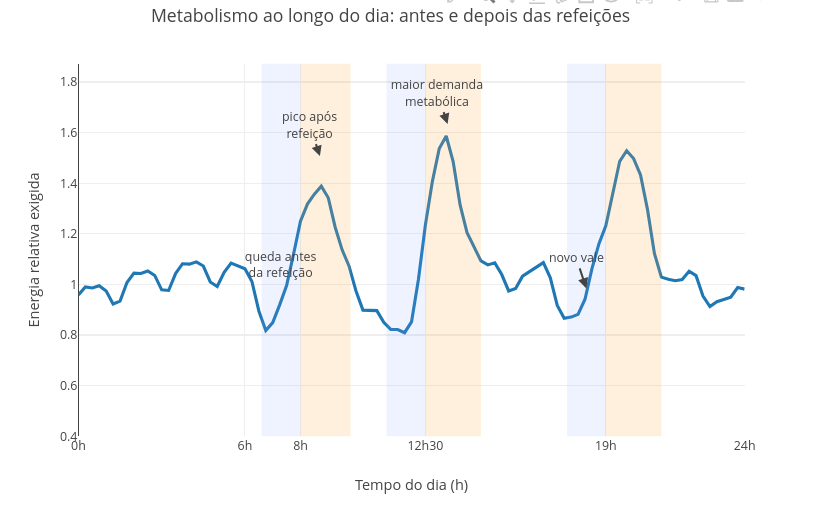 Metabolismo ao longo do dia: antes e depois das refeições
1.8
maior demanda
metabólica
pico após
refeição
1.6
1.4
1.2
queda antes
da refeição
novo vale
1
0.8
0.6
0.4
Energia relativa exigida
0h
6h
8h
12h30
19h
24h
Tempo do dia (h)